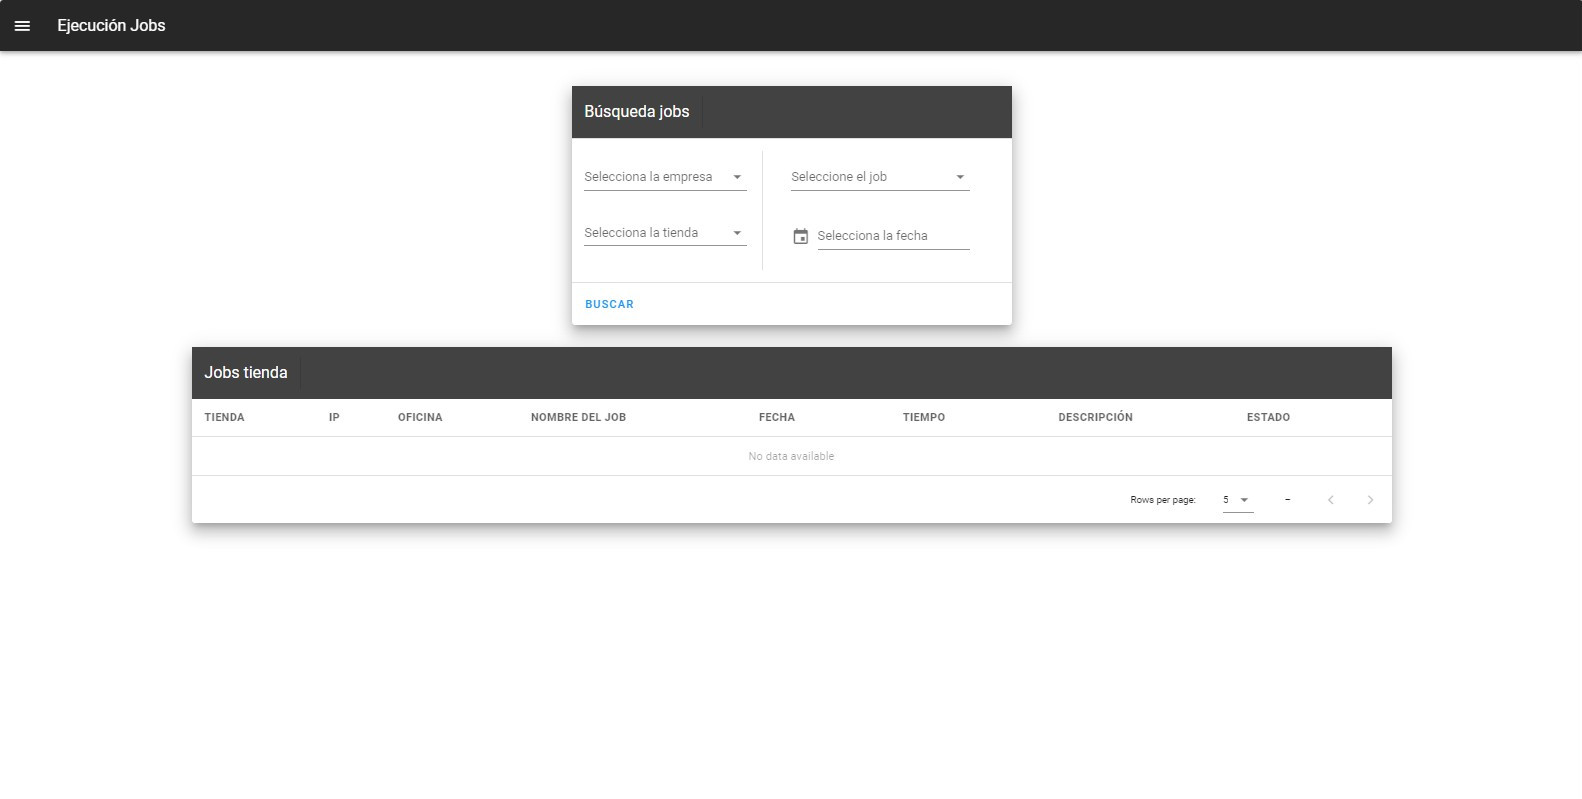 Ejecución Jobs
Búsqueda jobs
Selecciona la empresa
Seleccione el job
Selecciona la tienda
Selecciona la fecha
BUSCAR
Jobs tienda
TIENDA IP OFICINA NOMBRE DEL JOB FECHA TIEMPO DESCRIPCIÓN ESTADO
No data available
Rows per page: 5 –